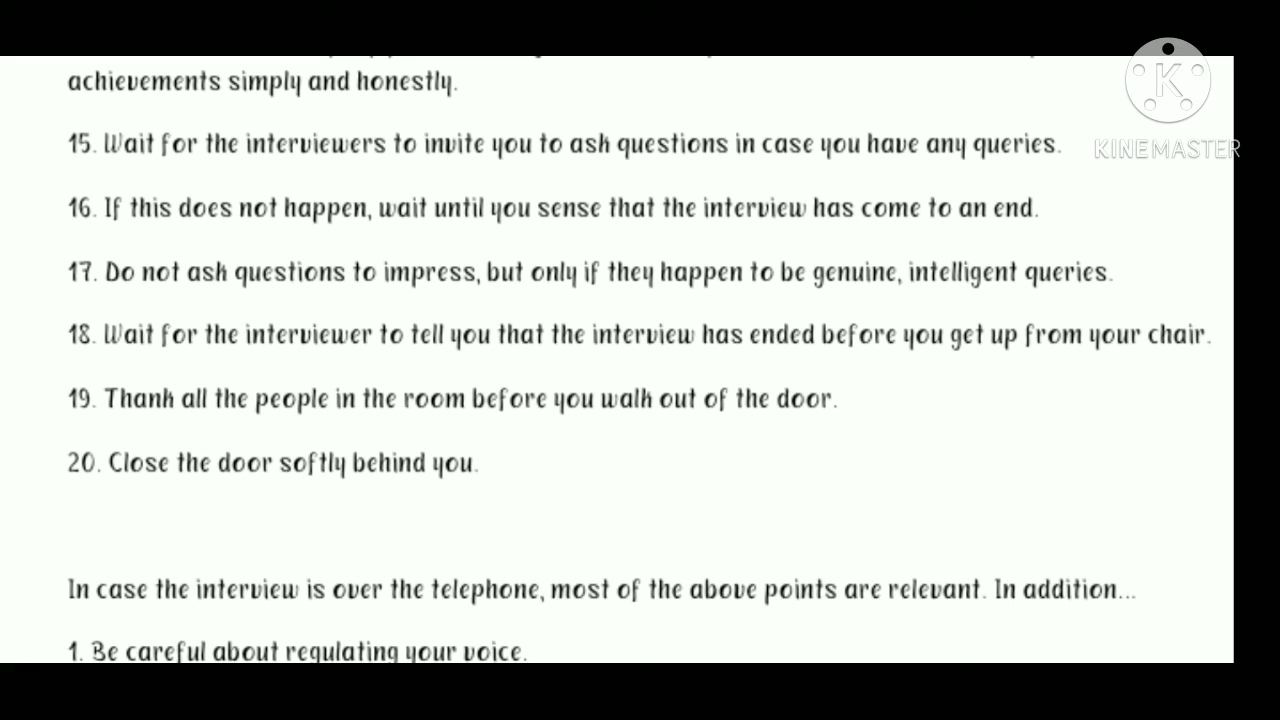 achievements simply and honestly.
15. Wait for the interviewers to invite you to ask questions in case you have any queries.
16. If this does not happen, wait until you sense that the interview has come to an end.
17. Do not ask questions to impress, but only if they happen to be genuine, intelligent queries.
18. Wait for the interviewer to tell you that the interview has ended before you get up from your chair.
19. Thank all the people in the room before you walk out of the door.
20. Close the door softly behind you.
In case the interview is over the telephone, most of the above points are relevant. In addition...
1. Be careful about regulating your voice.
K
KINEMASTER